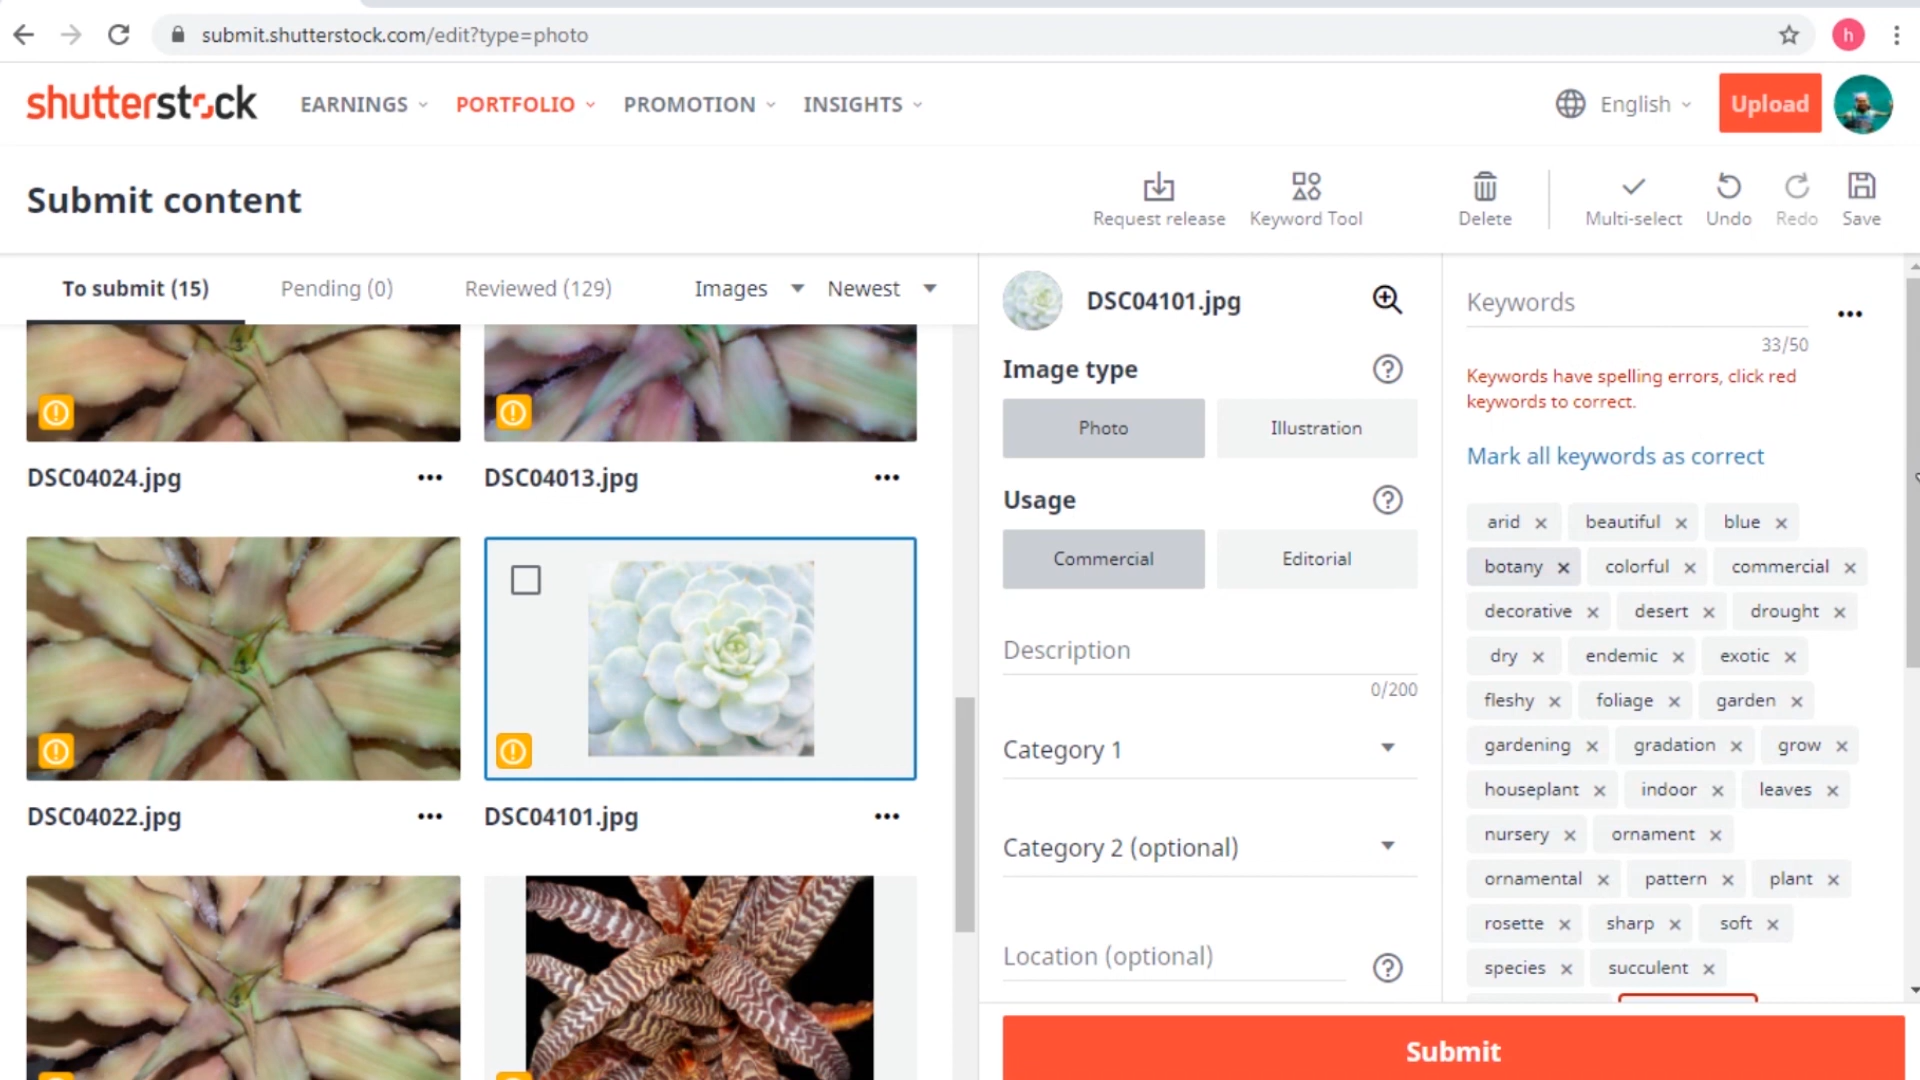 submit.shutterstock.com/edit?type=photo
h
shutterstock EARNINGS PORTFOLIO PROMOTION INSIGHTS English Upload
Submit content Request release Keyword Tool Delete Multi-select Undo Redo Save
To submit (15) Pending (0) Reviewed (129) Images Newest
DSC04024.jpg DSC04013.jpg
DSC04022.jpg DSC04101.jpg
DSC04101.jpg
Image type
Photo Illustration
Usage
Commercial Editorial
Description
0/200
Category 1
Category 2 (optional)
Location (optional)
Keywords
33/50
Keywords have spelling errors, click red
keywords to correct.
Mark all keywords as correct
arid beautiful blue
botany colorful commercial
decorative desert drought
dry endemic exotic
fleshy foliage garden
gardening gradation grow
houseplant indoor leaves
nursery ornament
ornamental pattern plant
rosette sharp soft
species succulent
Submit